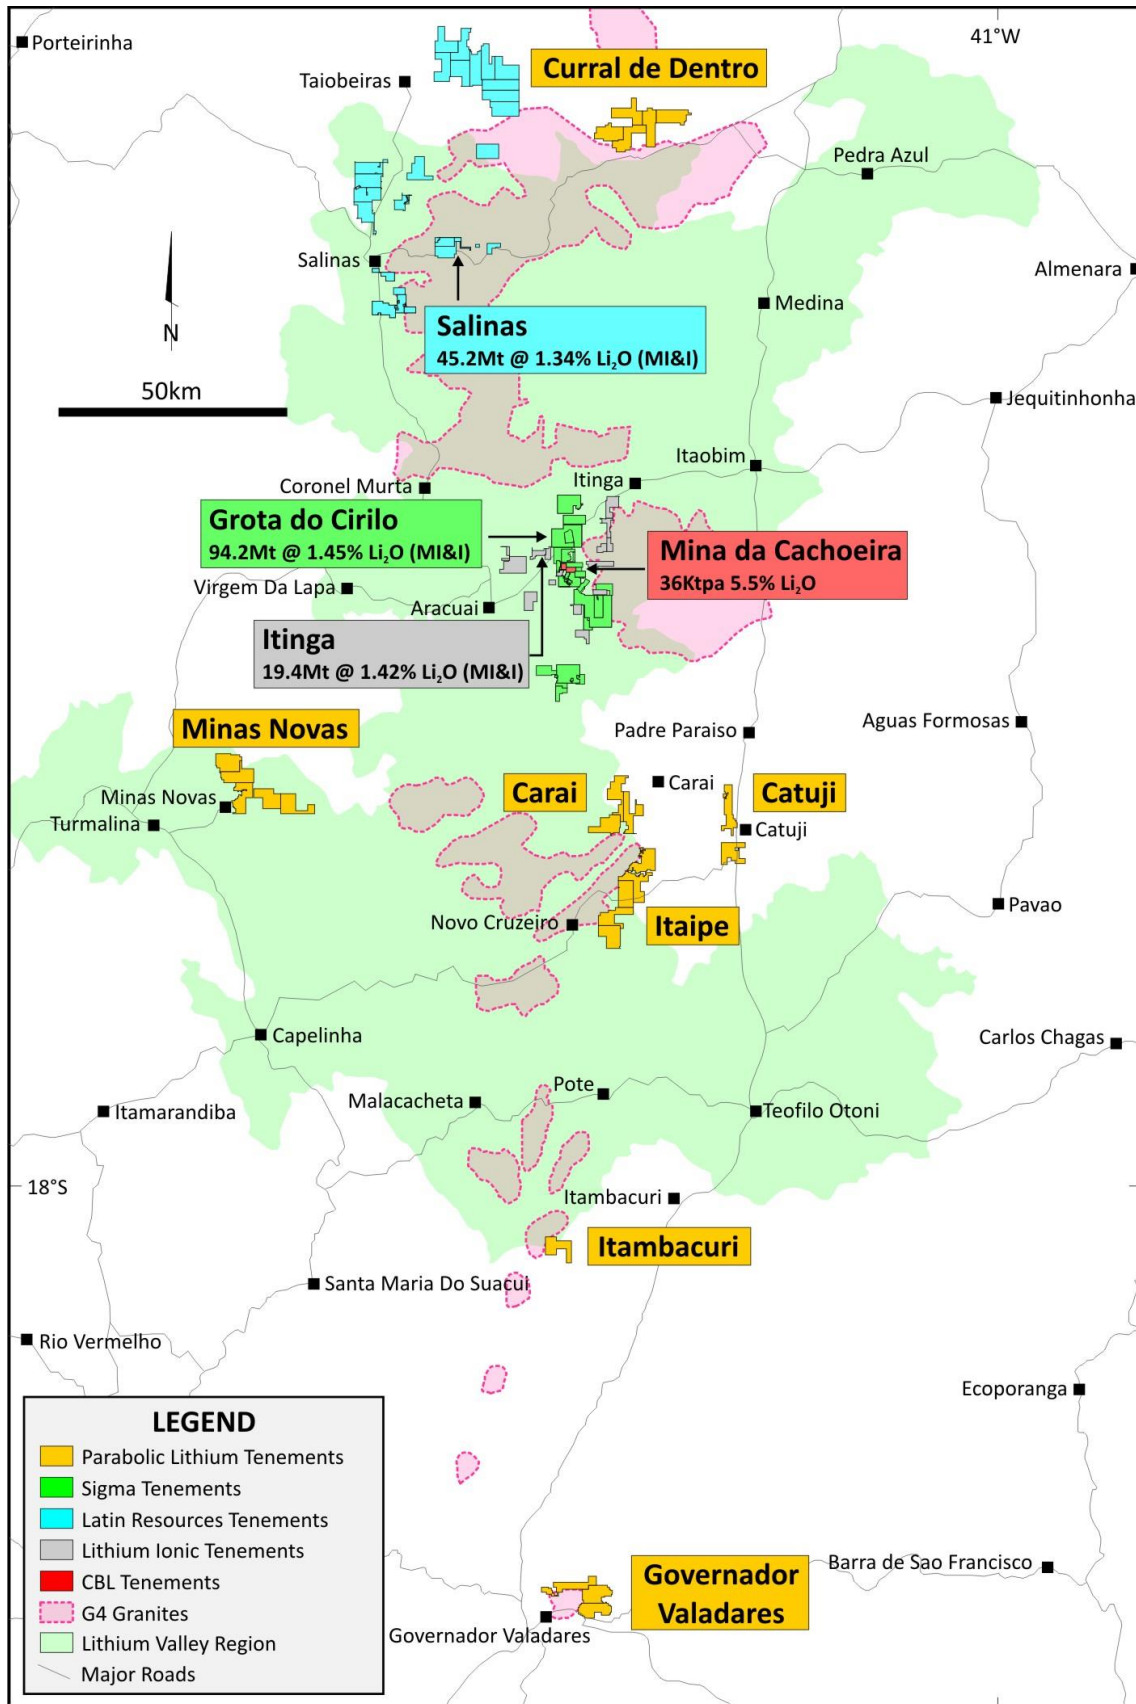 Porteirinha
41°W
Curral de Dentro
Taiobeiras
Pedra Azul
Salinas
Almenara
Medina
N
Salinas
45.2Mt @ 1.34% Li₂O (MI&I)
50km
Jequitinhonha
Itaobim
Itinga
Coronel Murta
Grota do Cirilo
94.2Mt @ 1.45% Li₂O (MI&I)
Mina da Cachoeira
36Ktpa 5.5% Li₂O
Virgem Da Lapa
Aracuai
Itinga
19.4Mt @ 1.42% Li₂O (MI&I)
Minas Novas
Padre Paraiso
Aguas Formosas
Carai
Carai
Catuji
Minas Novas
Turmalina
Catuji
Pavao
Novo Cruzeiro
Itaipe
Capelinha
Carlos Chagas
Pote
Malacacheta
Itamarandiba
Teofilo Otoni
18°S
Itambacuri
Itambacuri
Santa Maria Do Suacui
Rio Vermelho
Ecoporanga
LEGEND
Parabolic Lithium Tenements
Sigma Tenements
Latin Resources Tenements
Lithium Ionic Tenements
CBL Tenements
G4 Granites
Lithium Valley Region
Major Roads
Barra de Sao Francisco
Governador
Valadares
Governador Valadares